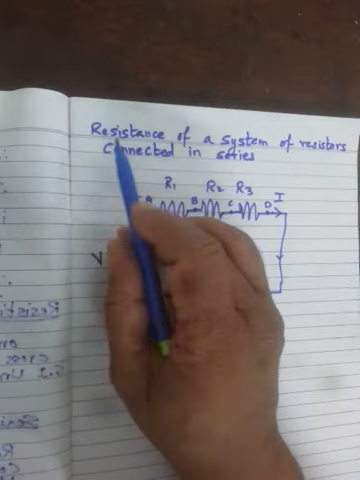 Resistance of a system of resistors
Connected in series
R1 R2 R3 I
A B C D
V